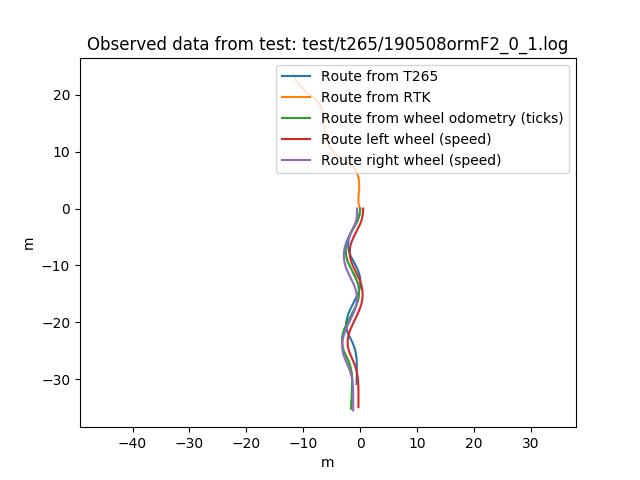 Observed data from test: test/t265/190508ormF2_0_1.log
Route from T265
Route from RTK
Route from wheel odometry (ticks)
Route left wheel (speed)
Route right wheel (speed)
20
10
0
−10
−20
−30
m
−40 −30 −20 −10 0 10 20 30
m